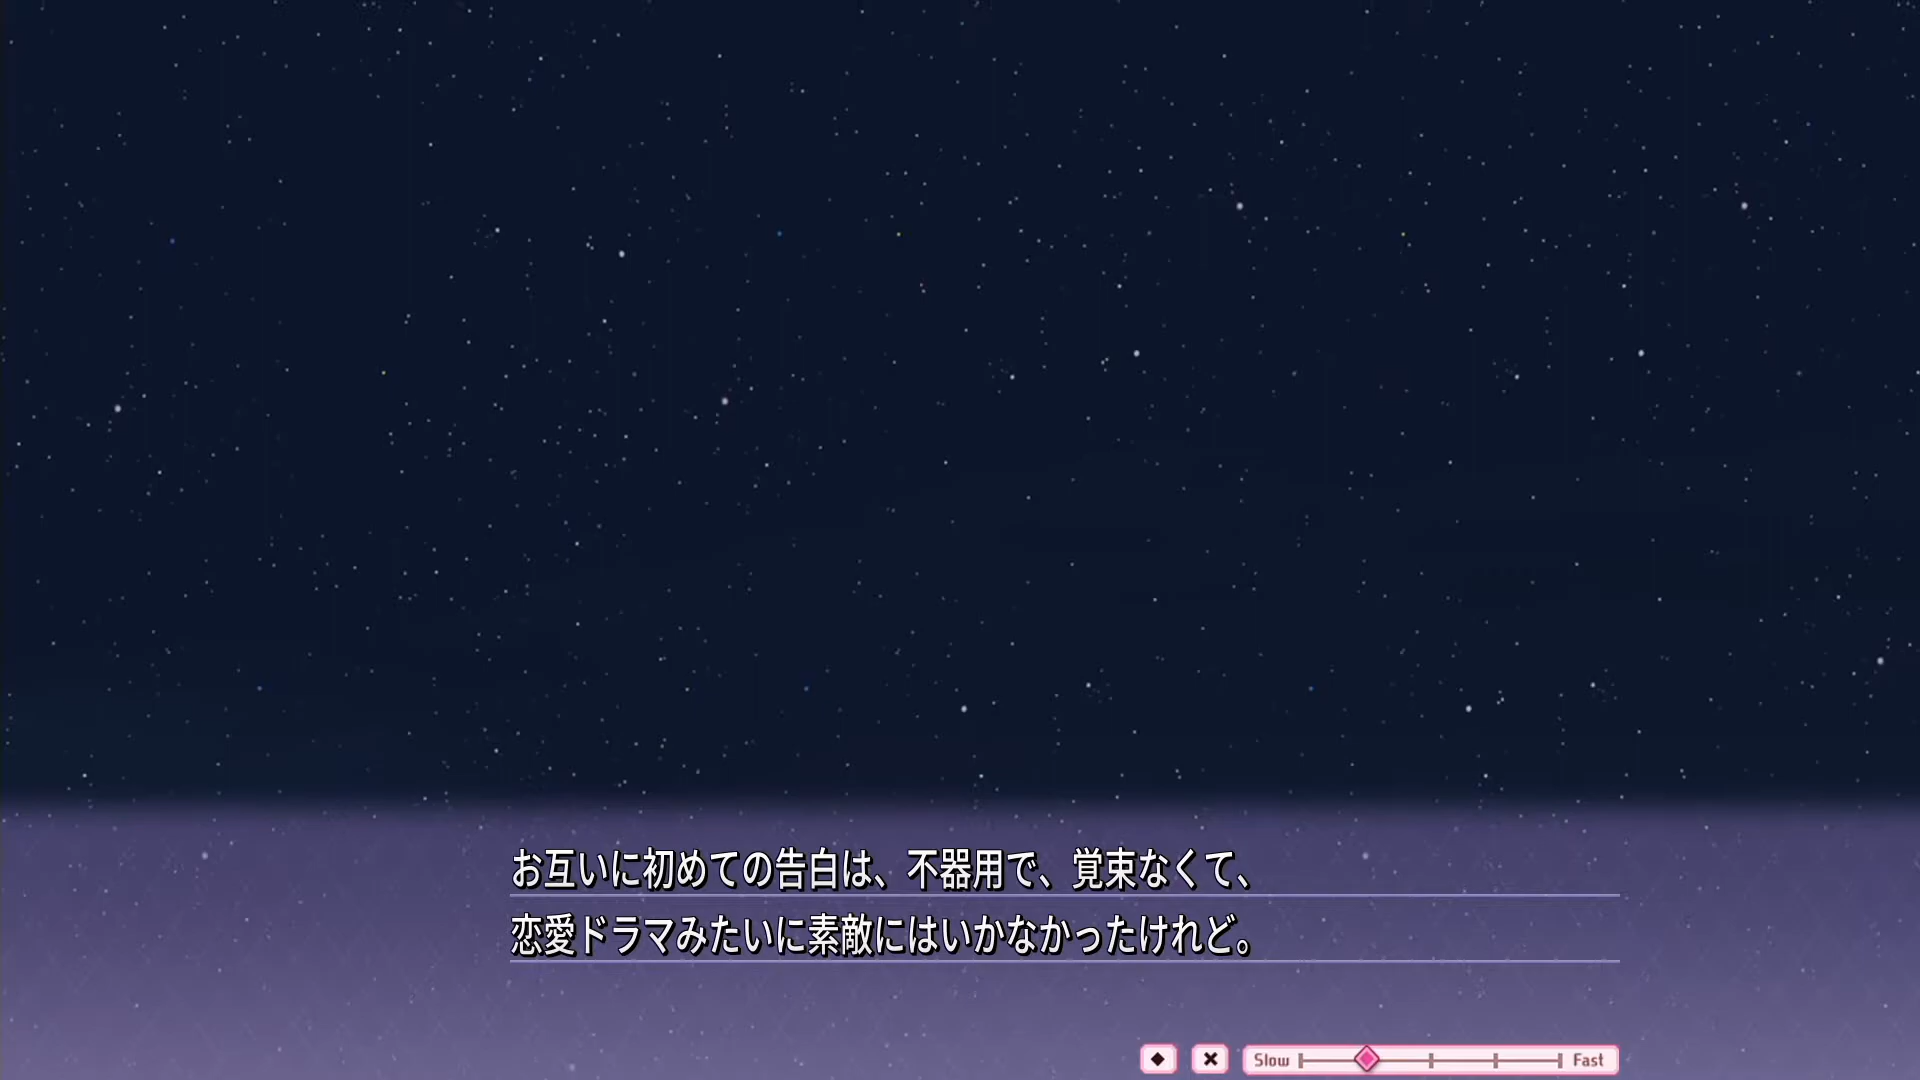 お互いに初めての告白は、不器用で、覚束なくて、
恋愛ドラマみたいに素敵にはいかなかったけれど。
Slow Fast